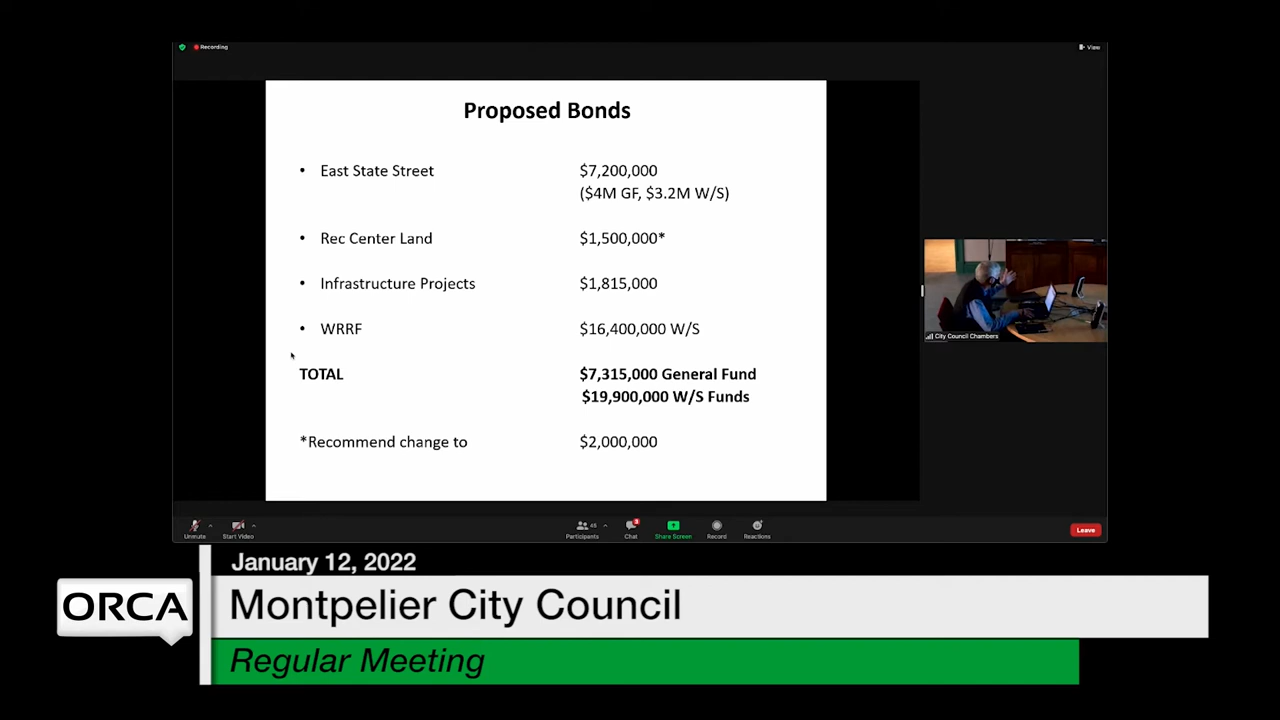 Recording
View
Proposed Bonds
• East State Street $7,200,000
($4M GF, $3.2M W/S)
• Rec Center Land $1,500,000*
• Infrastructure Projects $1,815,000
• WRRF $16,400,000 W/S
TOTAL $7,315,000 General Fund
$19,900,000 W/S Funds
*Recommend change to $2,000,000
City Council Chambers
Unmute Start Video Participants 45 Chat Share Screen Record Reactions Leave
January 12, 2022
ORCA
Montpelier City Council
Regular Meeting